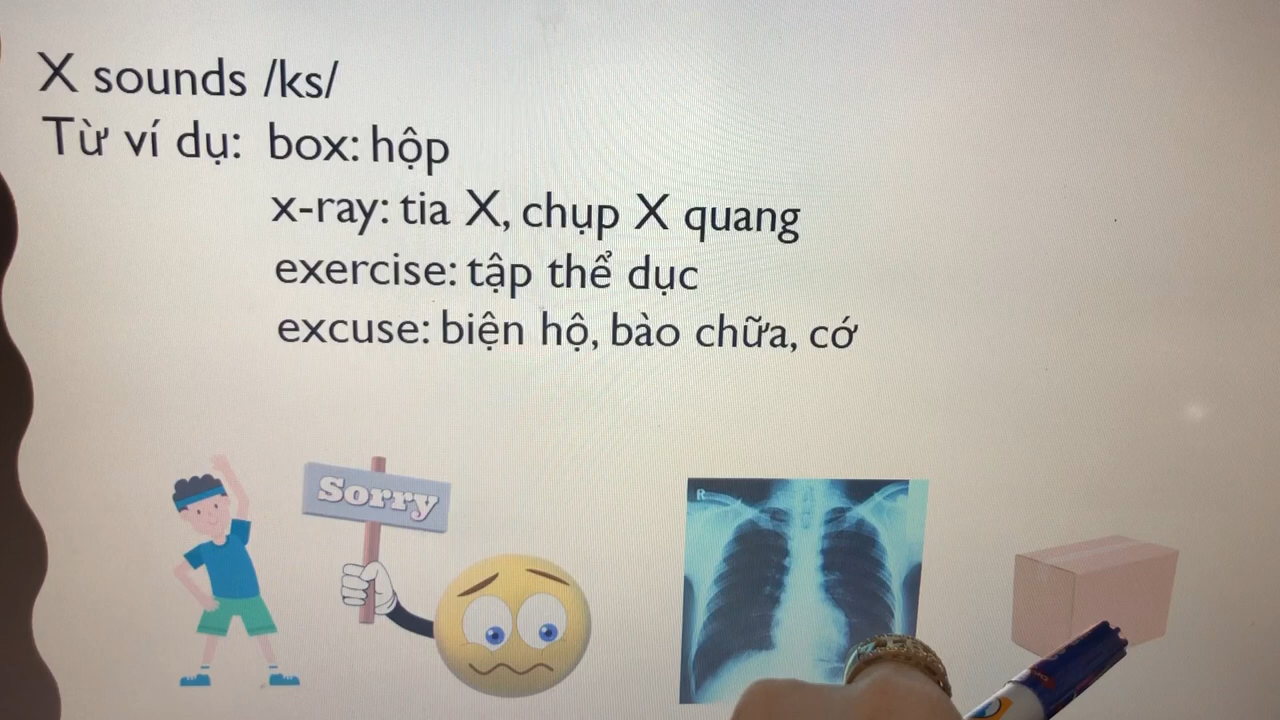 X sounds /ks/
Từ ví dụ: box: hộp
x-ray: tia X, chụp X quang
exercise: tập thể dục
excuse: biện hộ, bào chữa, cớ
Sorry
R